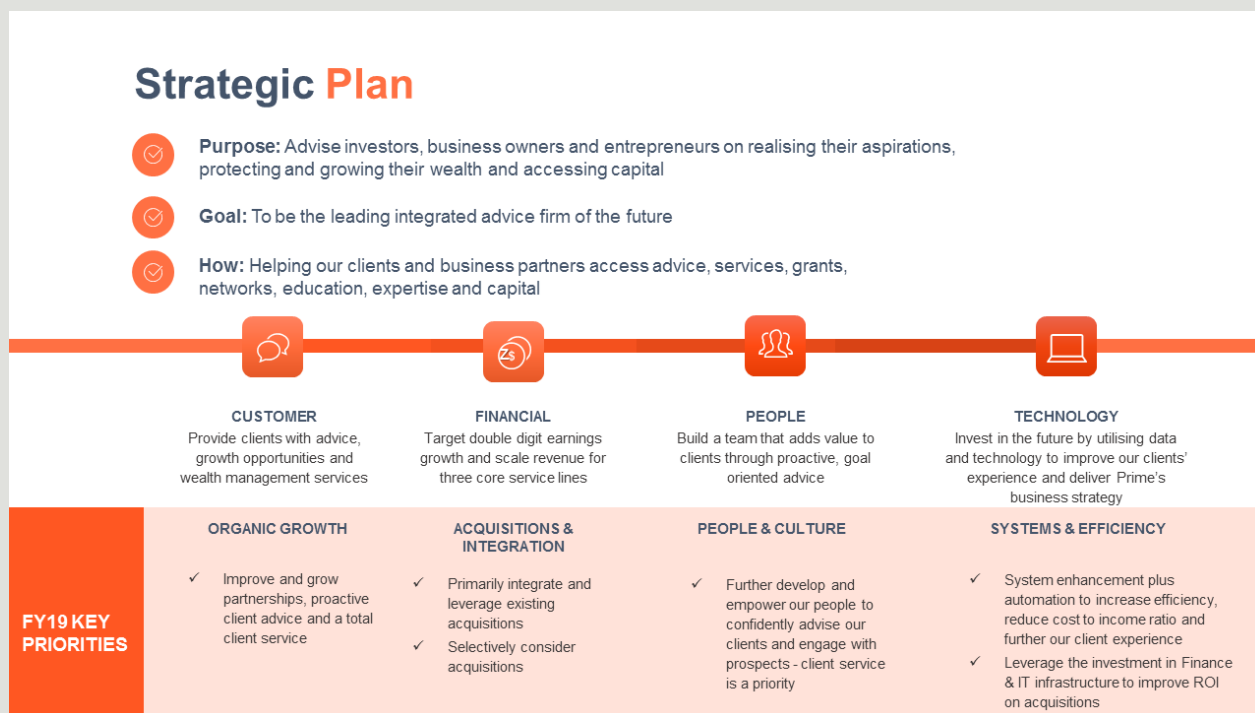 Strategic Plan
Purpose: Advise investors, business owners and entrepreneurs on realising their aspirations,
protecting and growing their wealth and accessing capital
Goal: To be the leading integrated advice firm of the future
How: Helping our clients and business partners access advice, services, grants,
networks, education, expertise and capital
Z$
CUSTOMER
Provide clients with advice,
growth opportunities and
wealth management services
FINANCIAL
Target double digit earnings
growth and scale revenue for
three core service lines
PEOPLE
Build a team that adds value to
clients through proactive, goal
oriented advice
TECHNOLOGY
Invest in the future by utilising data
and technology to improve our clients'
experience and deliver Prime's
business strategy
FY19 KEY
PRIORITIES
ORGANIC GROWTH
✓ Improve and grow
partnerships, proactive
client advice and a total
client service
ACQUISITIONS &
INTEGRATION
✓ Primarily integrate and
leverage existing
acquisitions
✓ Selectively consider
acquisitions
PEOPLE & CULTURE
✓ Further develop and
empower our people to
confidently advise our
clients and engage with
prospects - client service
is a priority
SYSTEMS & EFFICIENCY
✓ System enhancement plus
automation to increase efficiency,
reduce cost to income ratio and
further our client experience
✓ Leverage the investment in Finance
& IT infrastructure to improve ROI
on acquisitions